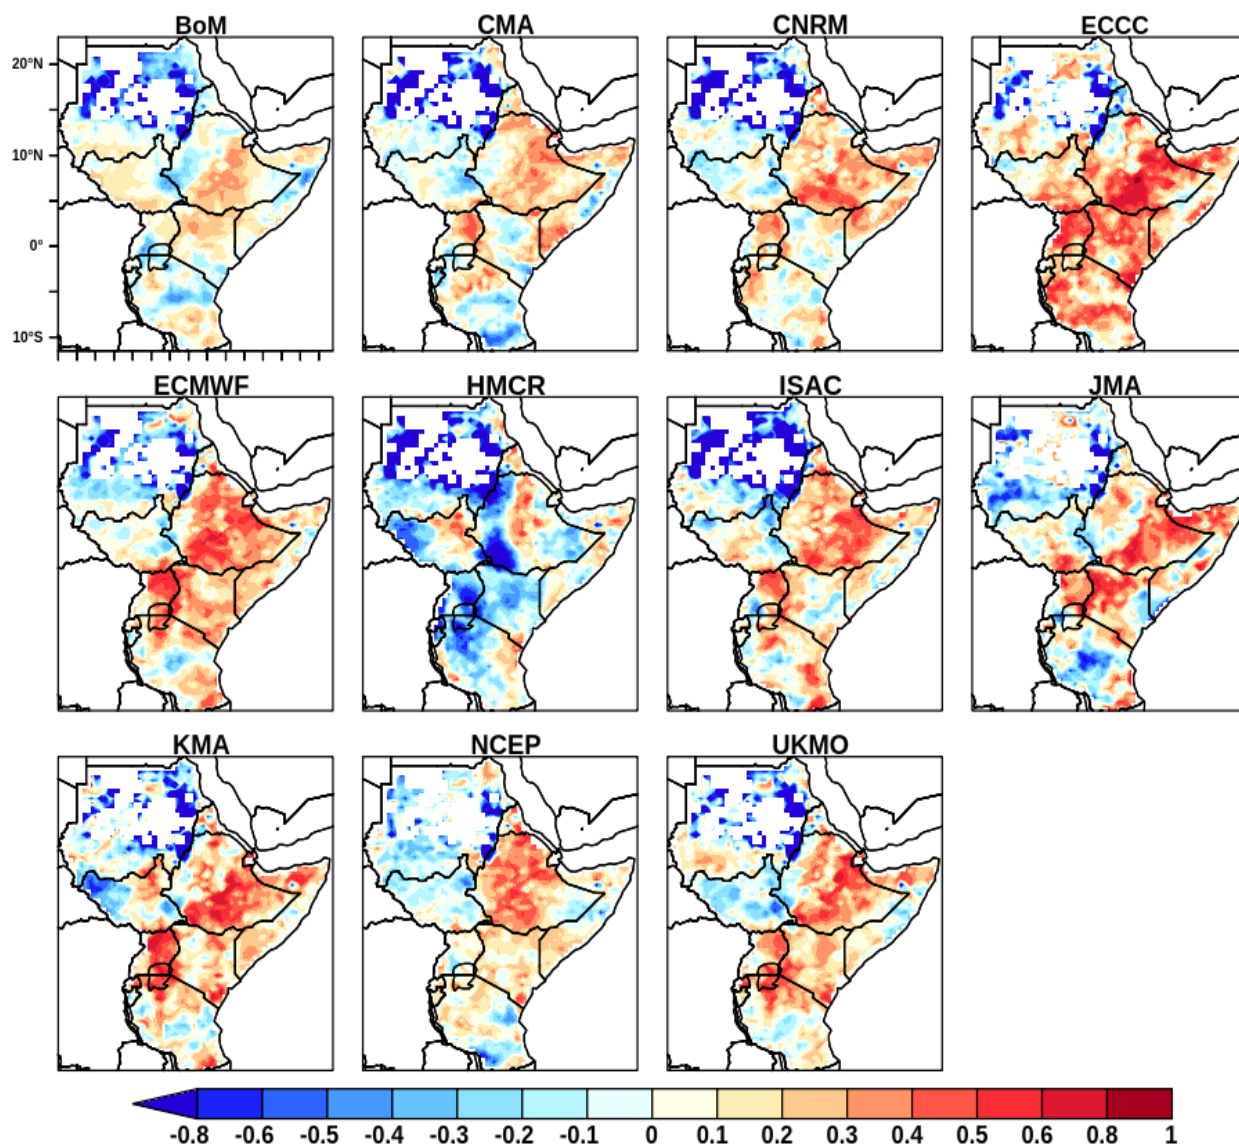 BoM CMA CNRM ECCC
20°N
10°N
0°
10°S
ECMWF HMCR ISAC JMA
KMA NCEP UKMO
-0.8 -0.6 -0.5 -0.4 -0.3 -0.2 -0.1 0 0.1 0.2 0.3 0.4 0.5 0.6 0.8 1